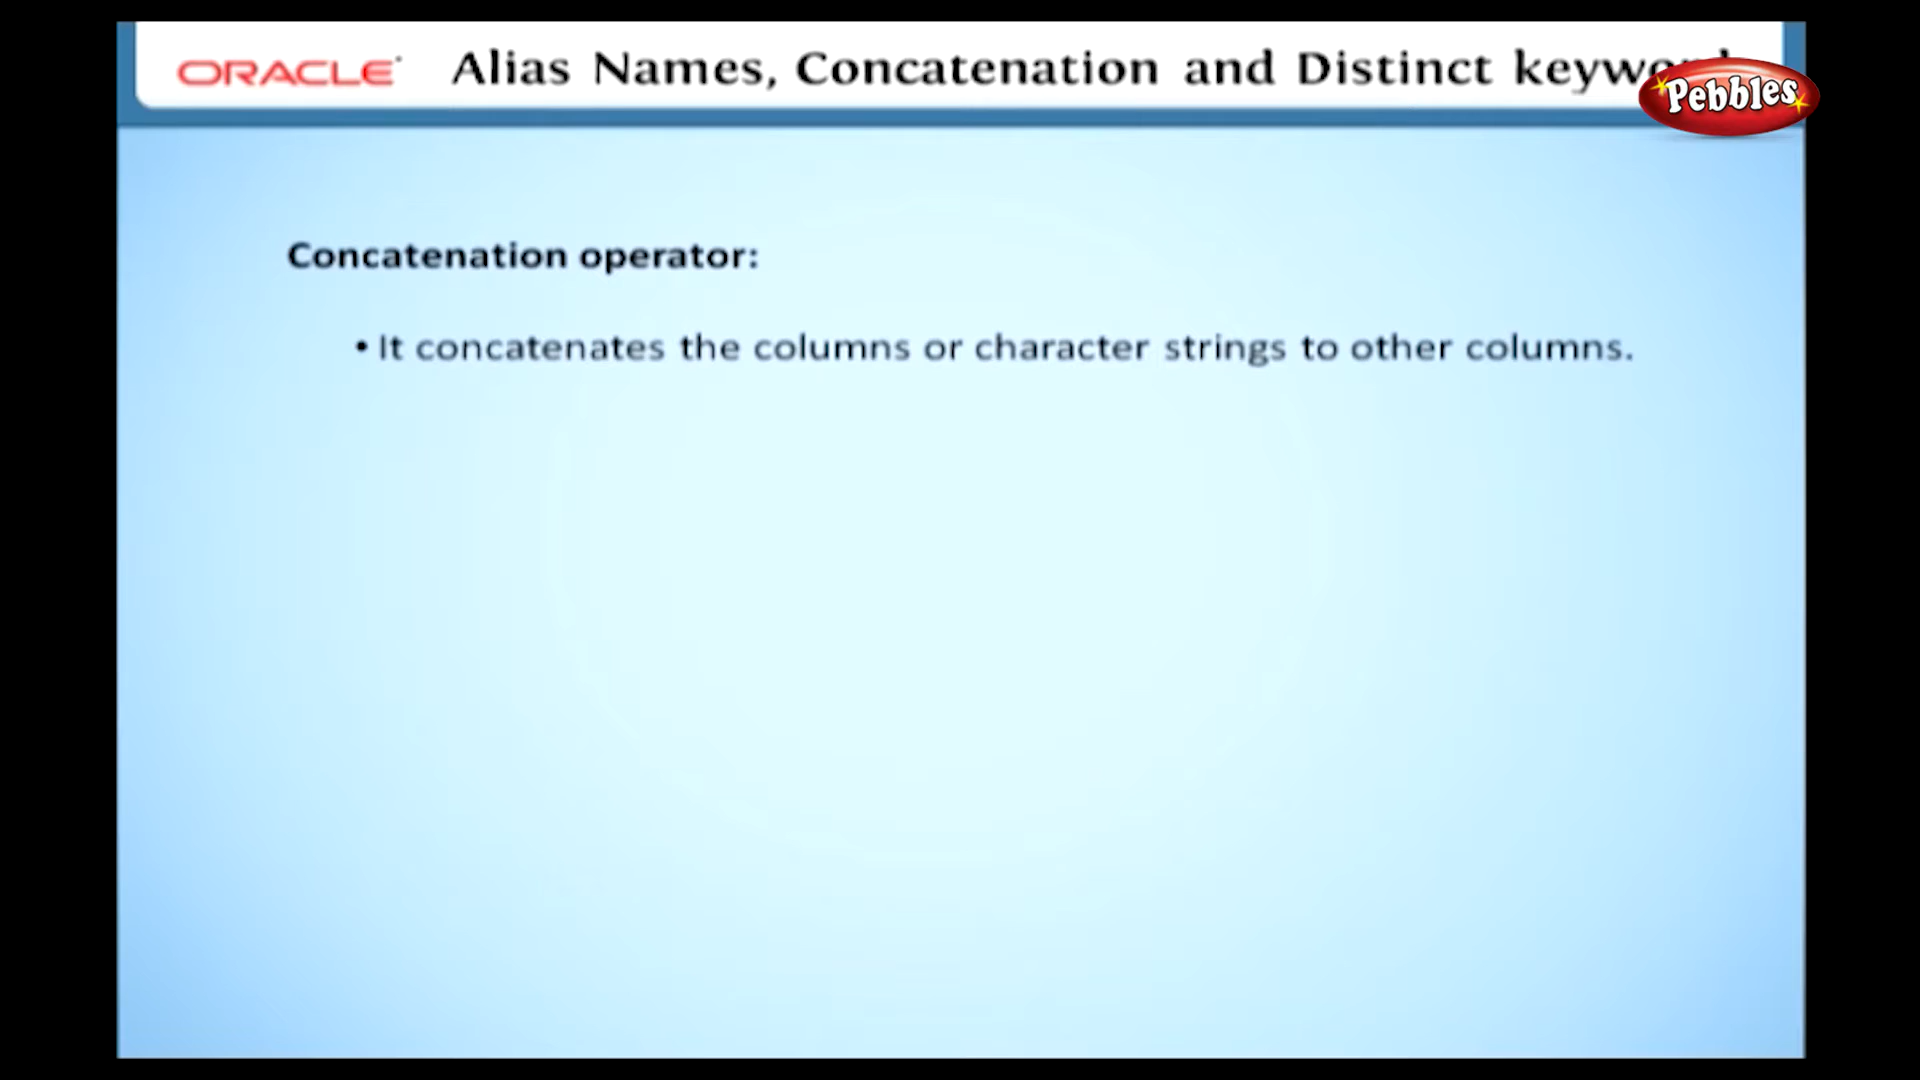 ORACLE Alias Names, Concatenation and Distinct
Pebbles
Concatenation operator:
• It concatenates the columns or character strings to other columns.